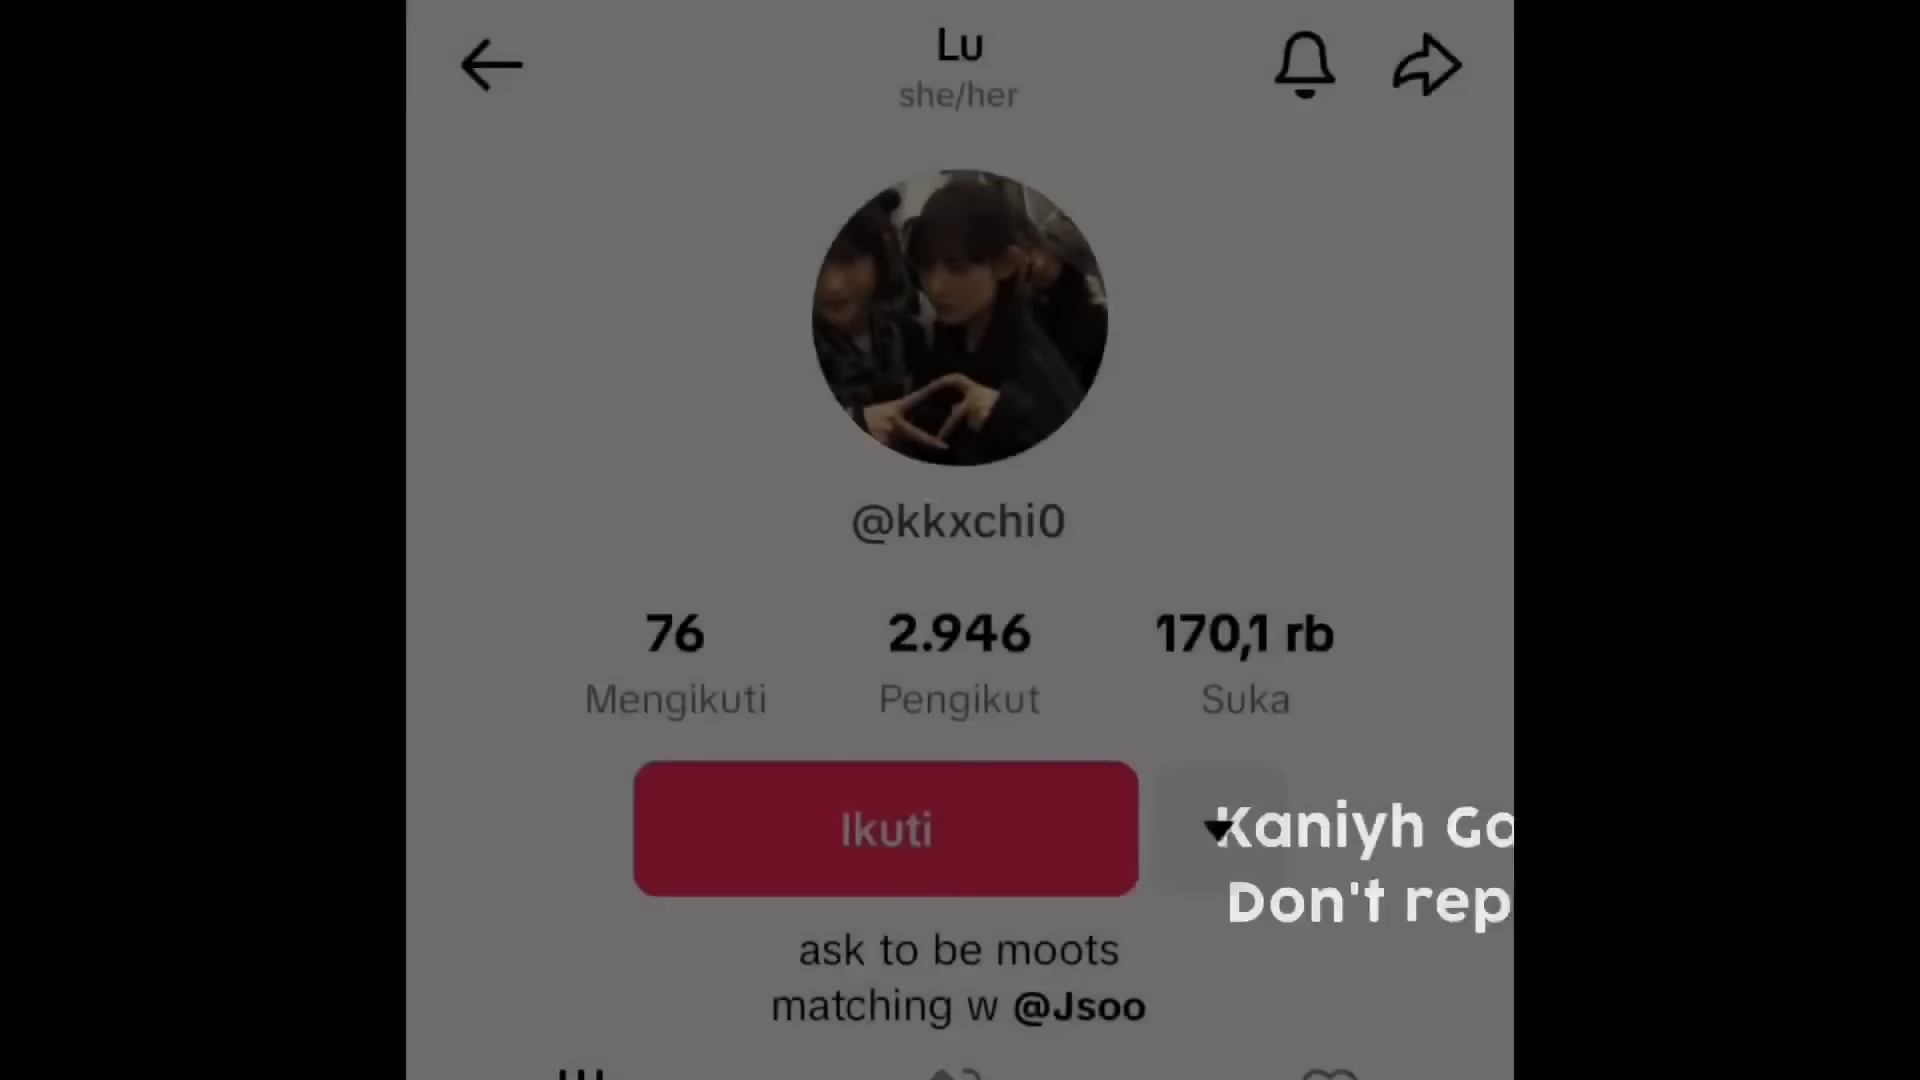 Lu
she/her
@kkxchi0
76 2.946 170,1 rb
Mengikuti Pengikut Suka
Ikuti
Kaniyh
Don't
ask to be moots
matching w @Jsoo